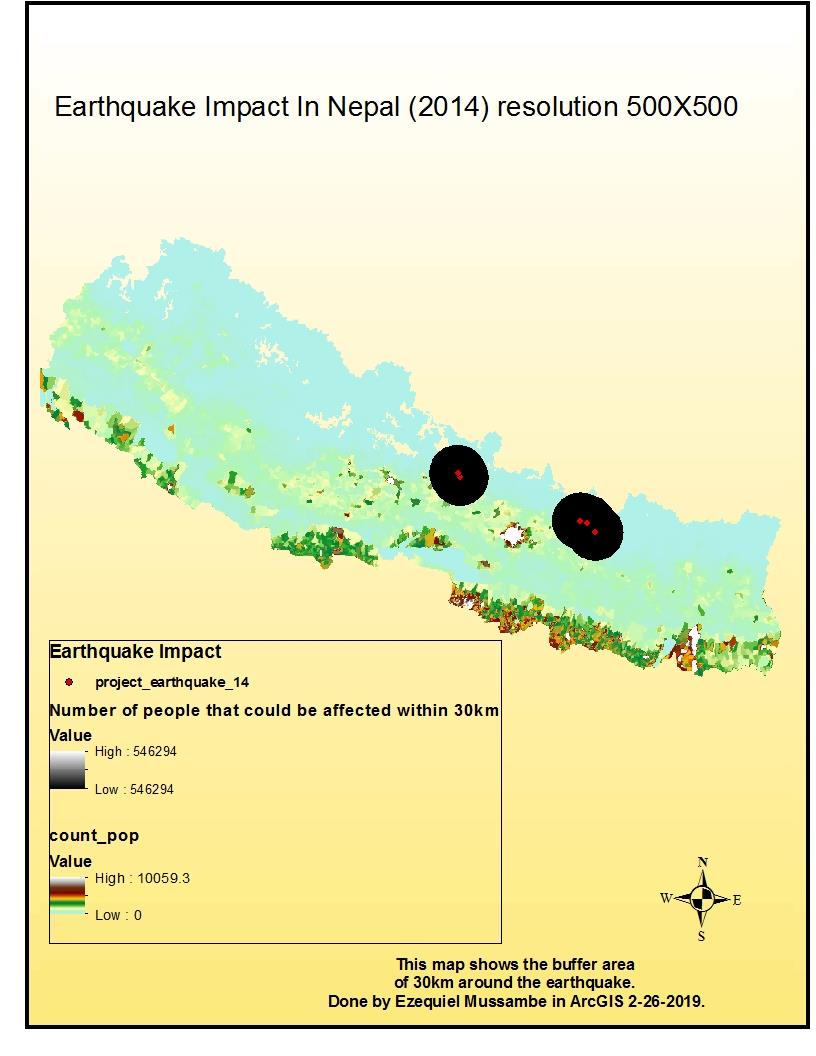 Earthquake Impact In Nepal (2014) resolution 500X500
Earthquake Impact
project_earthquake_14
Number of people that could be affected within 30km
Value
High : 546294
Low : 546294
count_pop
Value
High : 10059.3
Low : 0
N
W E
S
This map shows the buffer area
of 30km around the earthquake.
Done by Ezequiel Mussambe in ArcGIS 2-26-2019.